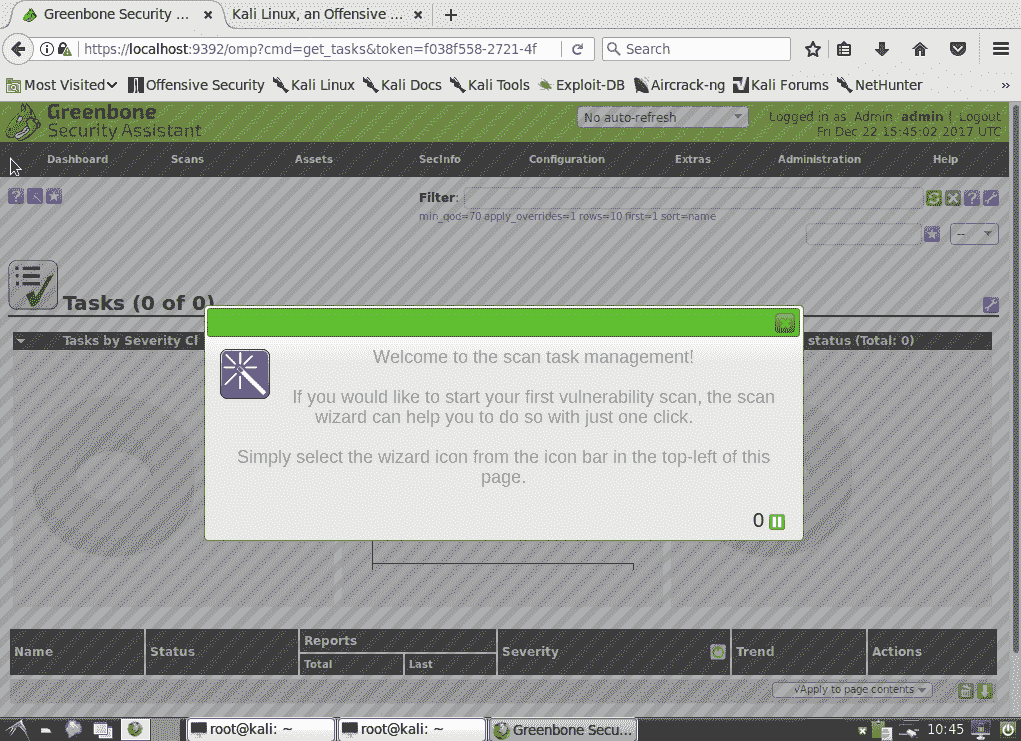 Greenbone Security ... × Kali Linux, an Offensive ... × +
https://localhost:9392/omp?cmd=get_tasks&token=f038f558-2721-4f Search
Most Visited Offensive Security Kali Linux Kali Docs Kali Tools Exploit-DB Aircrack-ng Kali Forums NetHunter »
Greenbone
Security Assistant
No auto-refresh
Logged in as Admin admin | Logout
Fri Dec 22 15:45:02 2017 UTC
Dashboard Scans Assets SecInfo Configuration Extras Administration Help
Filter:
min_qod=70 apply_overrides=1 rows=10 first=1 sort=name
--
Tasks (0 of 0)
Tasks by Severity Cl
status (Total: 0)
Welcome to the scan task management!
If you would like to start your first vulnerability scan, the scan
wizard can help you to do so with just one click.
Simply select the wizard icon from the icon bar in the top-left of this
page.
0
Name Status Reports Severity Trend Actions
Total Last
√Apply to page contents
root@kali: ~ root@kali: ~ Greenbone Secu... 10:45